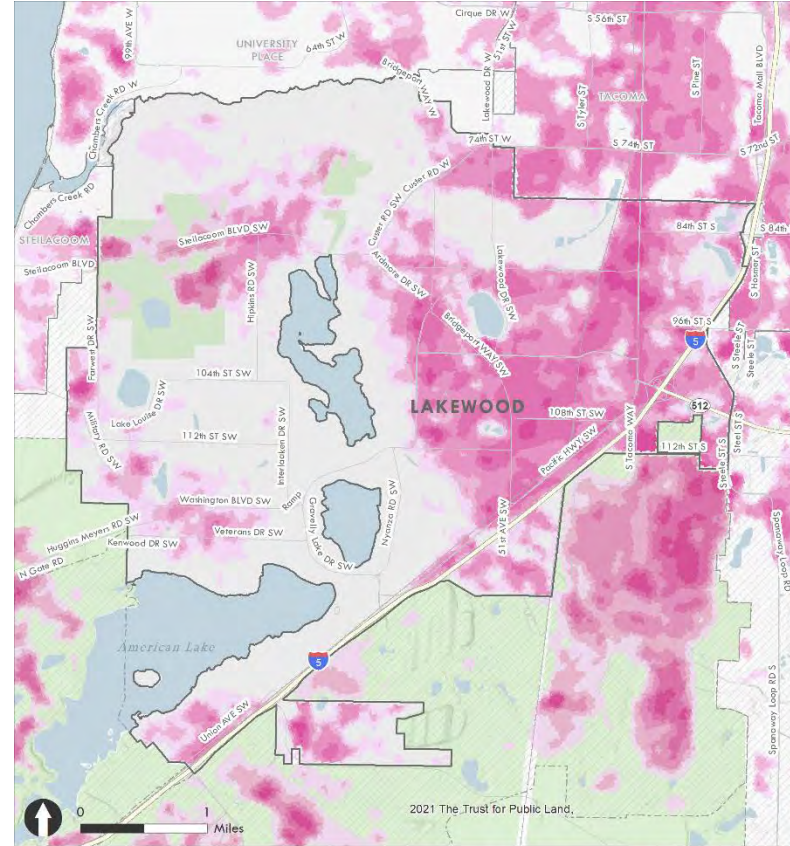 Cirque DR W
S 56th ST
99th AVE W
UNIVERSITY
PLACE
64th ST W
51st ST W
Bridgeport WAY W
Lakewood DR W
S Tyler ST
TACOMA
S Pine ST
Tacoma Mall BLVD
Chambers Creek RD W
74th ST W
S 74th ST
S 72nd ST
Chambers Creek RD
Custer RD W
Custer RD SW
STEILACOOM
Steilacoom BLVD SW
84th ST S
S 84th
Steilacoom BLVD
Ardmore DR SW
Lakewood DR SW
S Hosmer ST
Hipkins RD SW
Bridgeport WAY SW
96th ST S
5
S Steele ST
Steele ST
Farwest DR SW
104th ST SW
LAKEWOOD
108th ST SW
512
Lake Louise DR SW
Military RD SW
112th ST SW
Interlaaken DR SW
Pacific HWY SW
S Tacoma WAY
112th ST S
Steel ST S
Steele ST S
Washington BLVD SW
Ramp
Gravelly Lake DR SW
Nyanza RD SW
51st AVE SW
Spanaway Loop RD
Huggins Meyers RD SW
Veterans DR SW
Kenwood DR SW
N Gate RD
American Lake
5
Union AVE SW
Spanaway Loop RD S
0 1
Miles
2021 The Trust for Public Land,